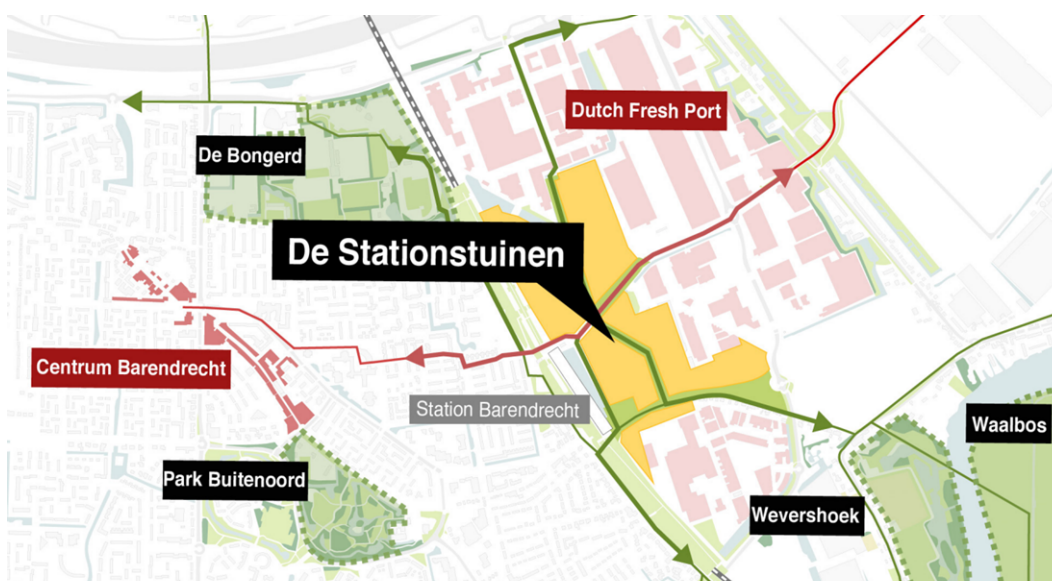 Dutch Fresh Port
De Bongerd
De Stationstuinen
Centrum Barendrecht
Station Barendrecht
Waalbos
Park Buitenoord
Wevershoek